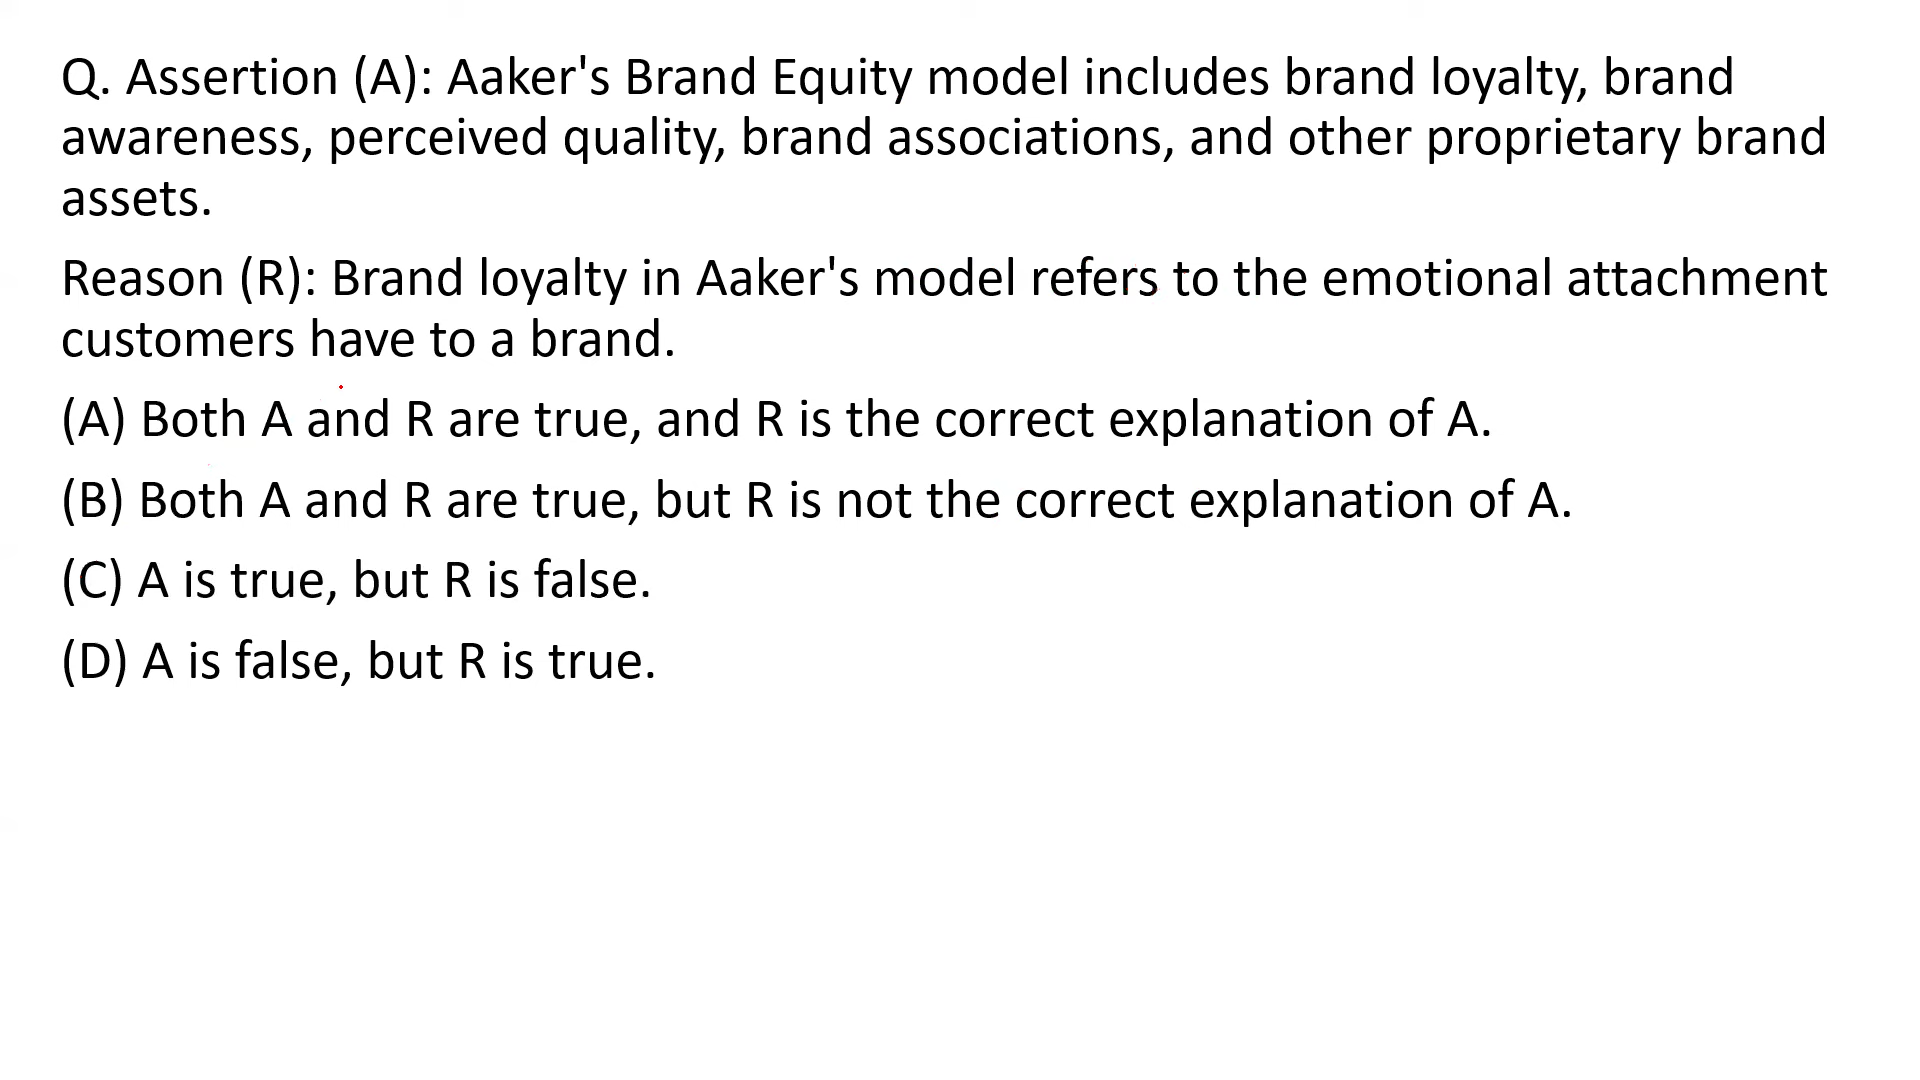 Q. Assertion (A): Aaker's Brand Equity model includes brand loyalty, brand
awareness, perceived quality, brand associations, and other proprietary brand
assets.
Reason (R): Brand loyalty in Aaker's model refers to the emotional attachment
customers have to a brand.
(A) Both A and R are true, and R is the correct explanation of A.
(B) Both A and R are true, but R is not the correct explanation of A.
(C) A is true, but R is false.
(D) A is false, but R is true.